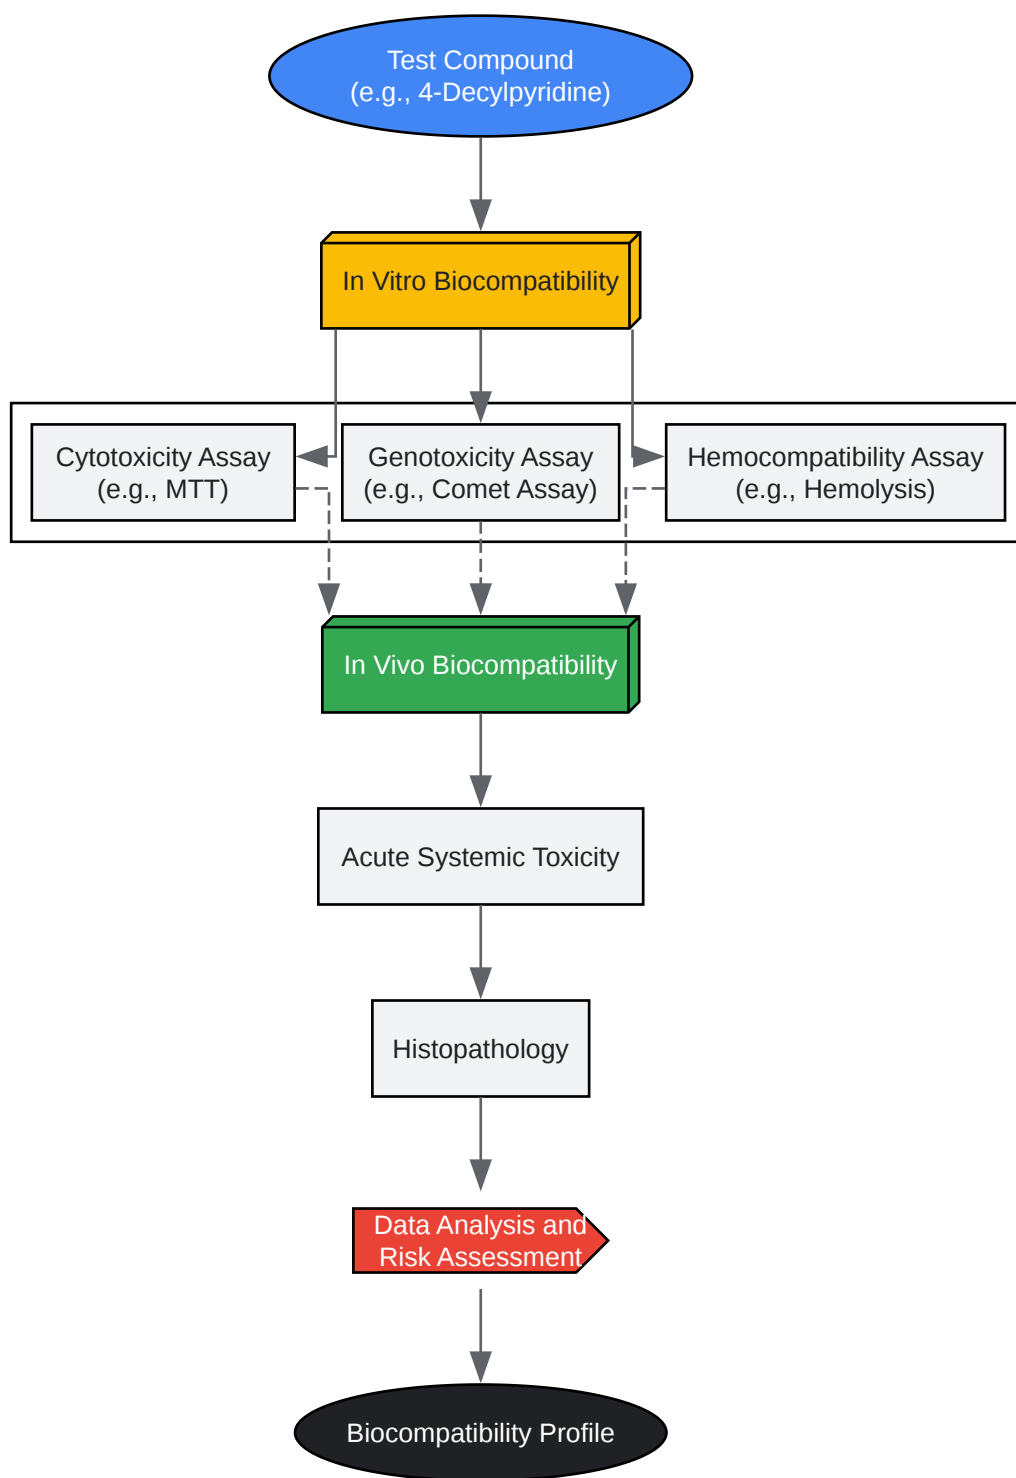 Test Compound
(e.g., 4-Decylpyridine)
In Vitro Biocompatibility
Cytotoxicity Assay
(e.g., MTT)
Genotoxicity Assay
(e.g., Comet Assay)
Hemocompatibility Assay
(e.g., Hemolysis)
In Vivo Biocompatibility
Acute Systemic Toxicity
Histopathology
Data Analysis and
Risk Assessment
Biocompatibility Profile